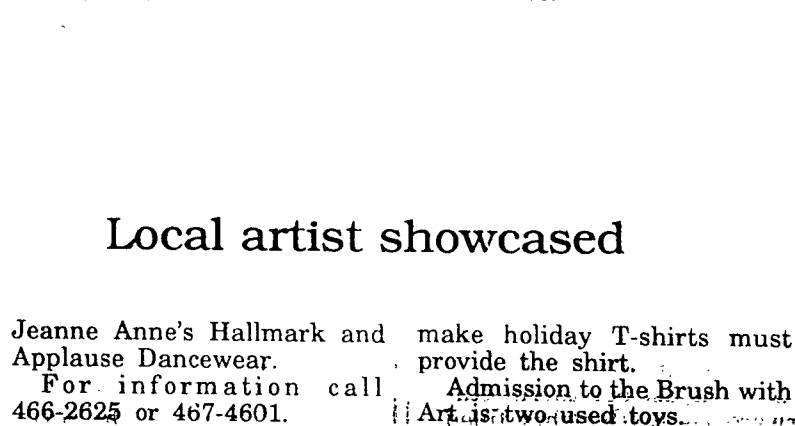 Local artist showcased
Jeanne Anne's Hallmark and
Applause Dancewear.
For information call
466-2625 or 467-4601.
make holiday T-shirts must
provide the shirt.
Admission to the Brush with
Art is two used toys.